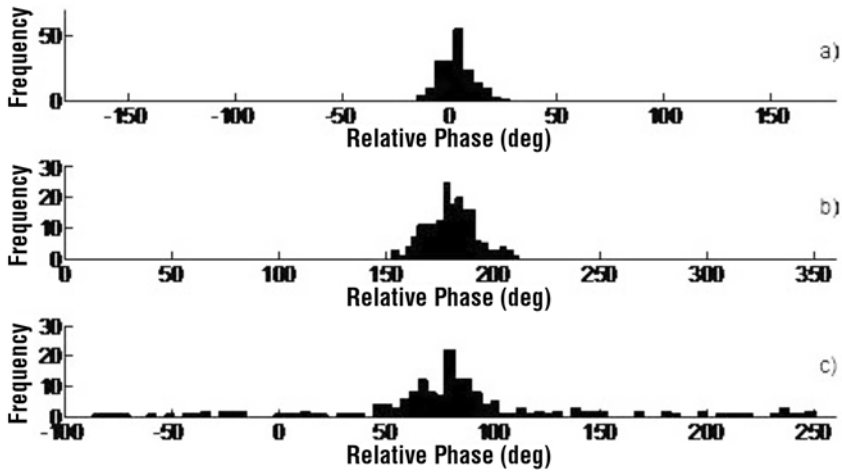 Frequency
50
0
a)
-150 -100 -50 0 50 100 150
Relative Phase (deg)
Frequency
30
20
10
0
b)
0 50 100 150 200 250 300 350
Relative Phase (deg)
Frequency
30
20
10
0
c)
-100 -50 0 50 100 150 200 250
Relative Phase (deg)